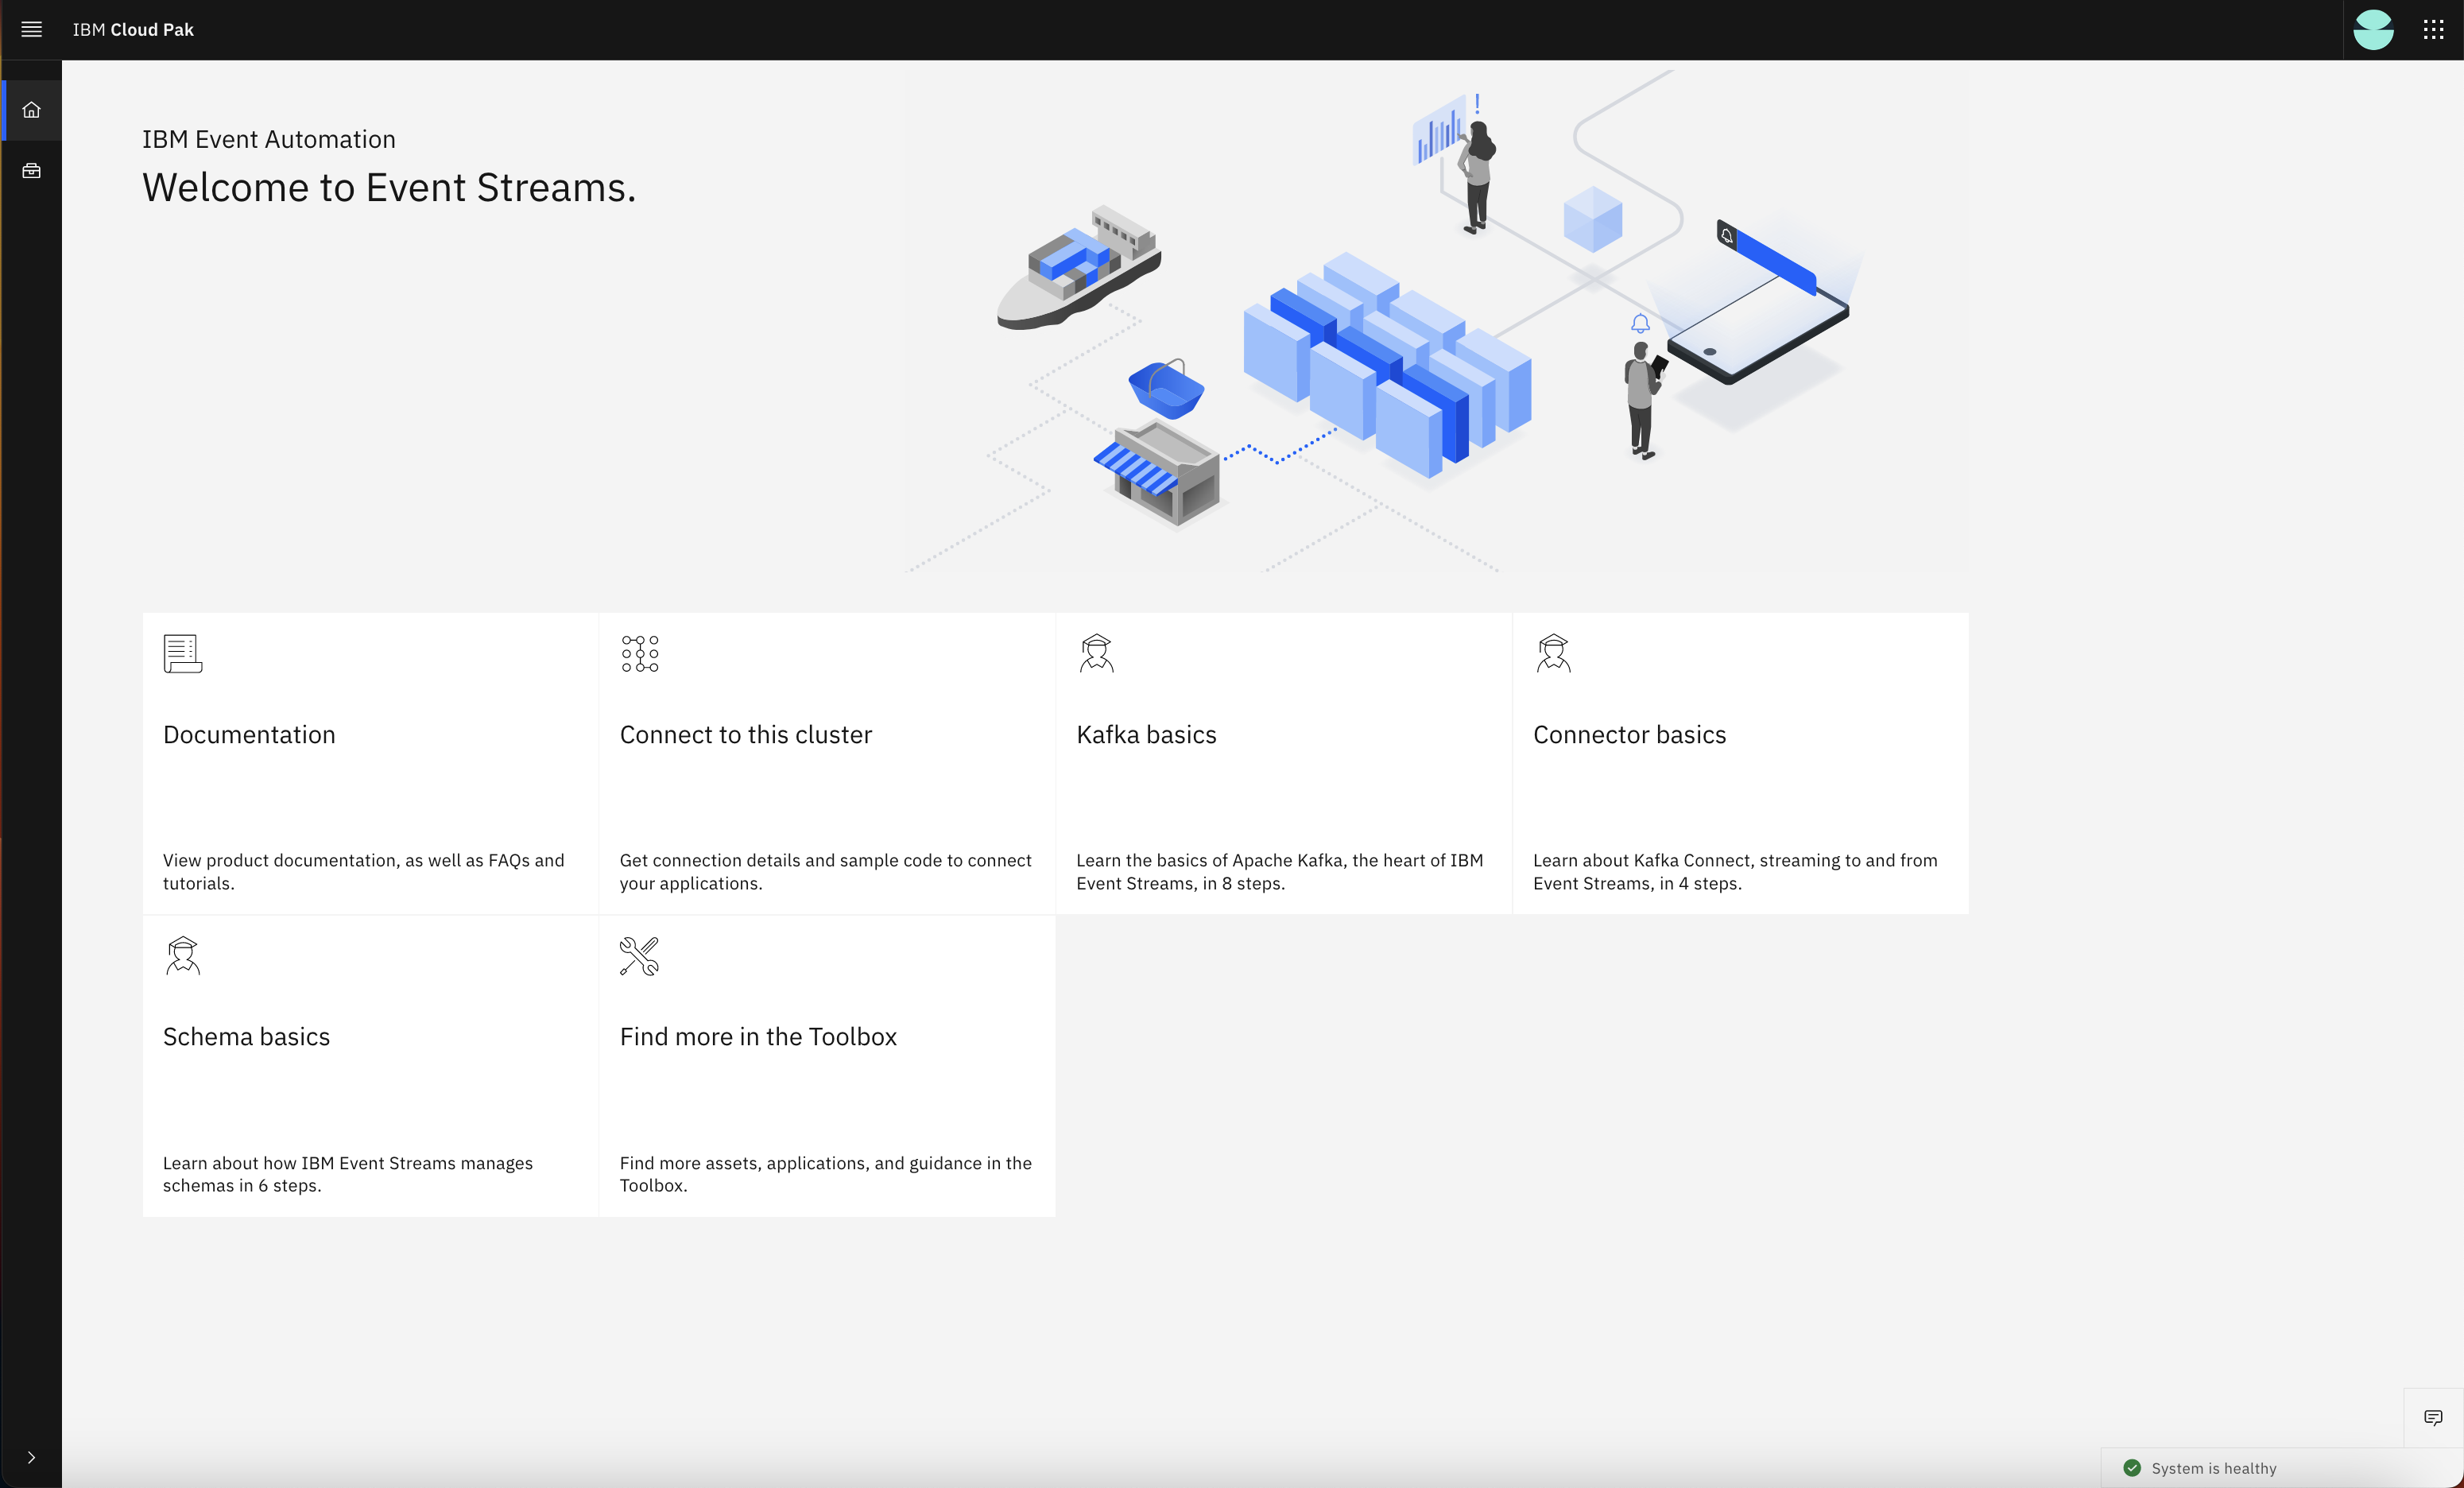 IBM Cloud Pak
IBM Event Automation
Welcome to Event Streams.
Documentation
View product documentation, as well as FAQs and
tutorials.
Connect to this cluster
Get connection details and sample code to connect
your applications.
Kafka basics
Learn the basics of Apache Kafka, the heart of IBM
Event Streams, in 8 steps.
Connector basics
Learn about Kafka Connect, streaming to and from
Event Streams, in 4 steps.
Schema basics
Learn about how IBM Event Streams manages
schemas in 6 steps.
Find more in the Toolbox
Find more assets, applications, and guidance in the
Toolbox.
System is healthy